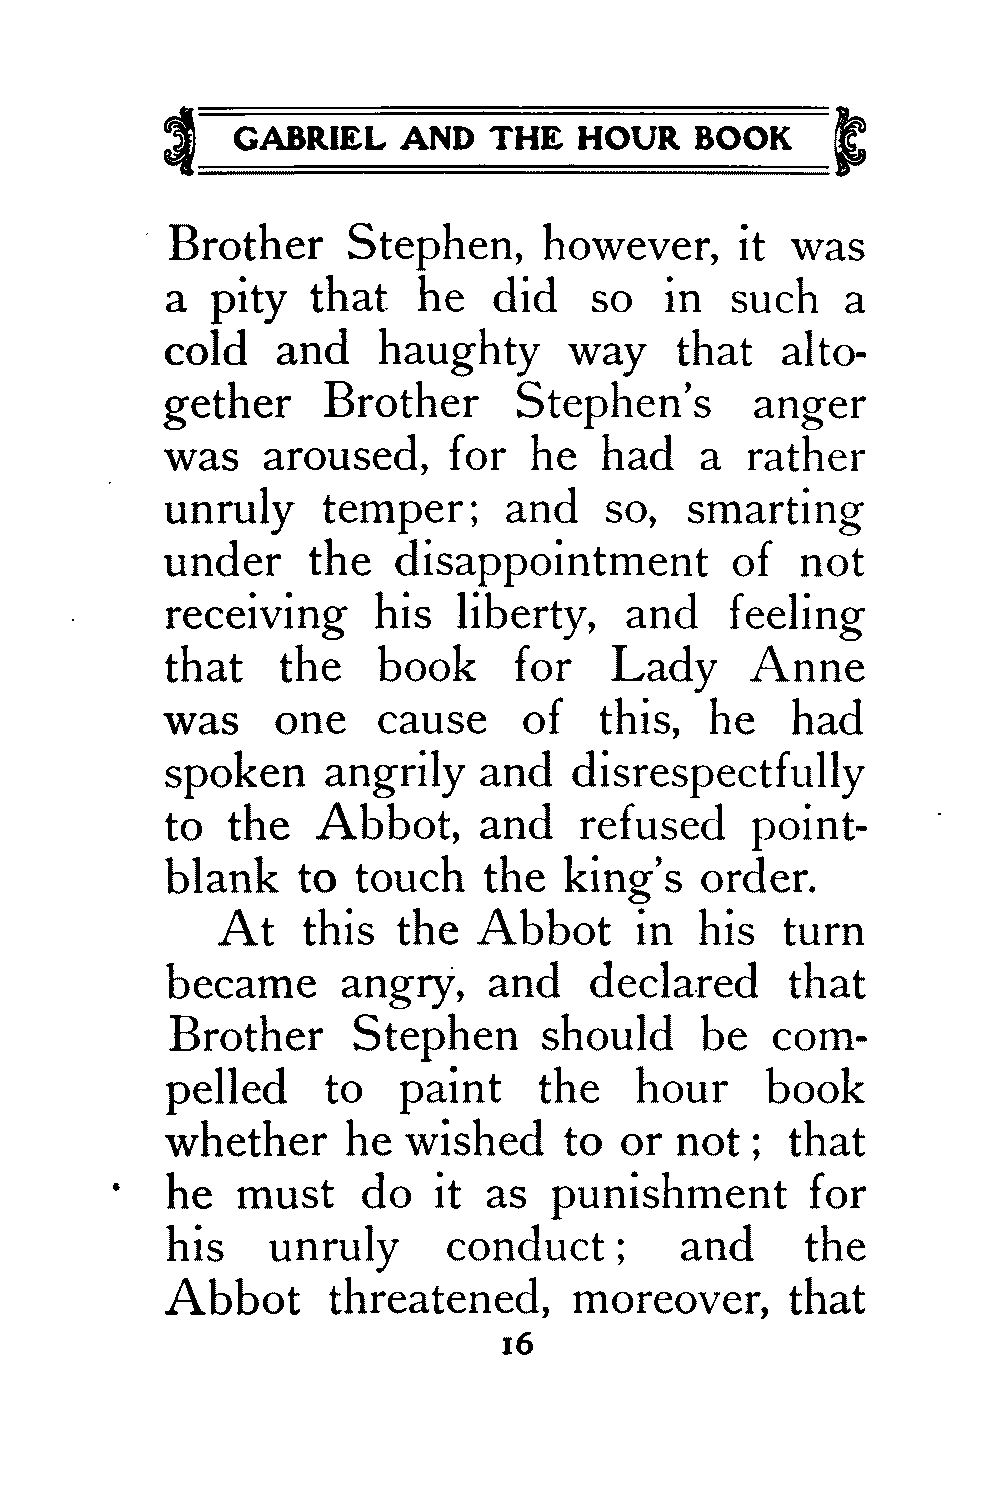 GABRIEL AND THE HOUR BOOK
Brother Stephen, however, it was
a pity that he did so in such a
cold and haughty way that alto-
gether Brother Stephen's anger
was aroused, for he had a rather
unruly temper; and so, smarting
under the disappointment of not
receiving his liberty, and feeling
that the book for Lady Anne
was one cause of this, he had
spoken angrily and disrespectfully
to the Abbot, and refused point-
blank to touch the king's order.
At this the Abbot in his turn
became angry, and declared that
Brother Stephen should be com-
pelled to paint the hour book
whether he wished to or not; that
he must do it as punishment for
his unruly conduct; and the
Abbot threatened, moreover, that
16